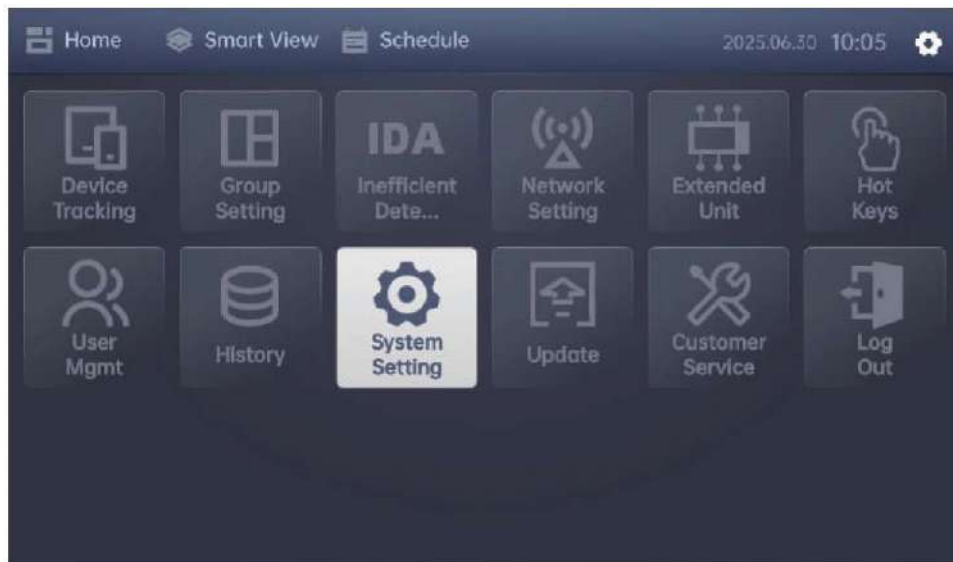 Home Smart View Schedule 2025.06.30 10:05
Device
Tracking
Group
Setting
IDA
Inefficient
Dete...
Network
Setting
Extended
Unit
Hot
Keys
User
Mgmt
History
System
Setting
Update
Customer
Service
Log
Out